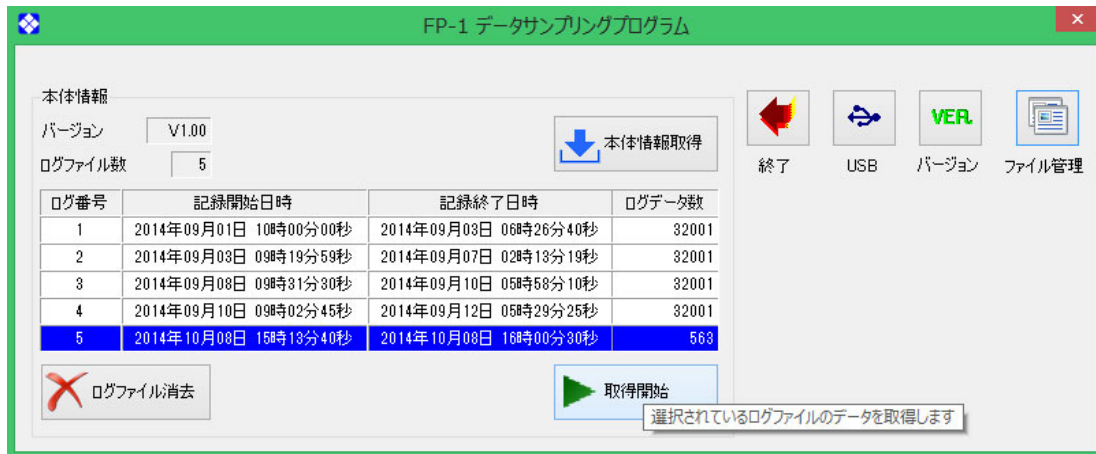 FP-1 データサンプリングプログラム
本体情報
バージョン V1.00
ログファイル数 5
本体情報取得
VER.
終了 USB バージョン ファイル管理
ログ番号 記録開始日時 記録終了日時 ログデータ数
1 2014年09月01日 10時00分00秒 2014年09月03日 06時26分40秒 32001
2 2014年09月03日 09時19分59秒 2014年09月07日 02時13分19秒 32001
3 2014年09月08日 09時31分30秒 2014年09月10日 05時58分10秒 32001
4 2014年09月10日 09時02分45秒 2014年09月12日 05時29分25秒 32001
5 2014年10月08日 15時13分40秒 2014年10月08日 16時00分30秒 563
ログファイル消去
取得開始
選択されているログファイルのデータを取得します